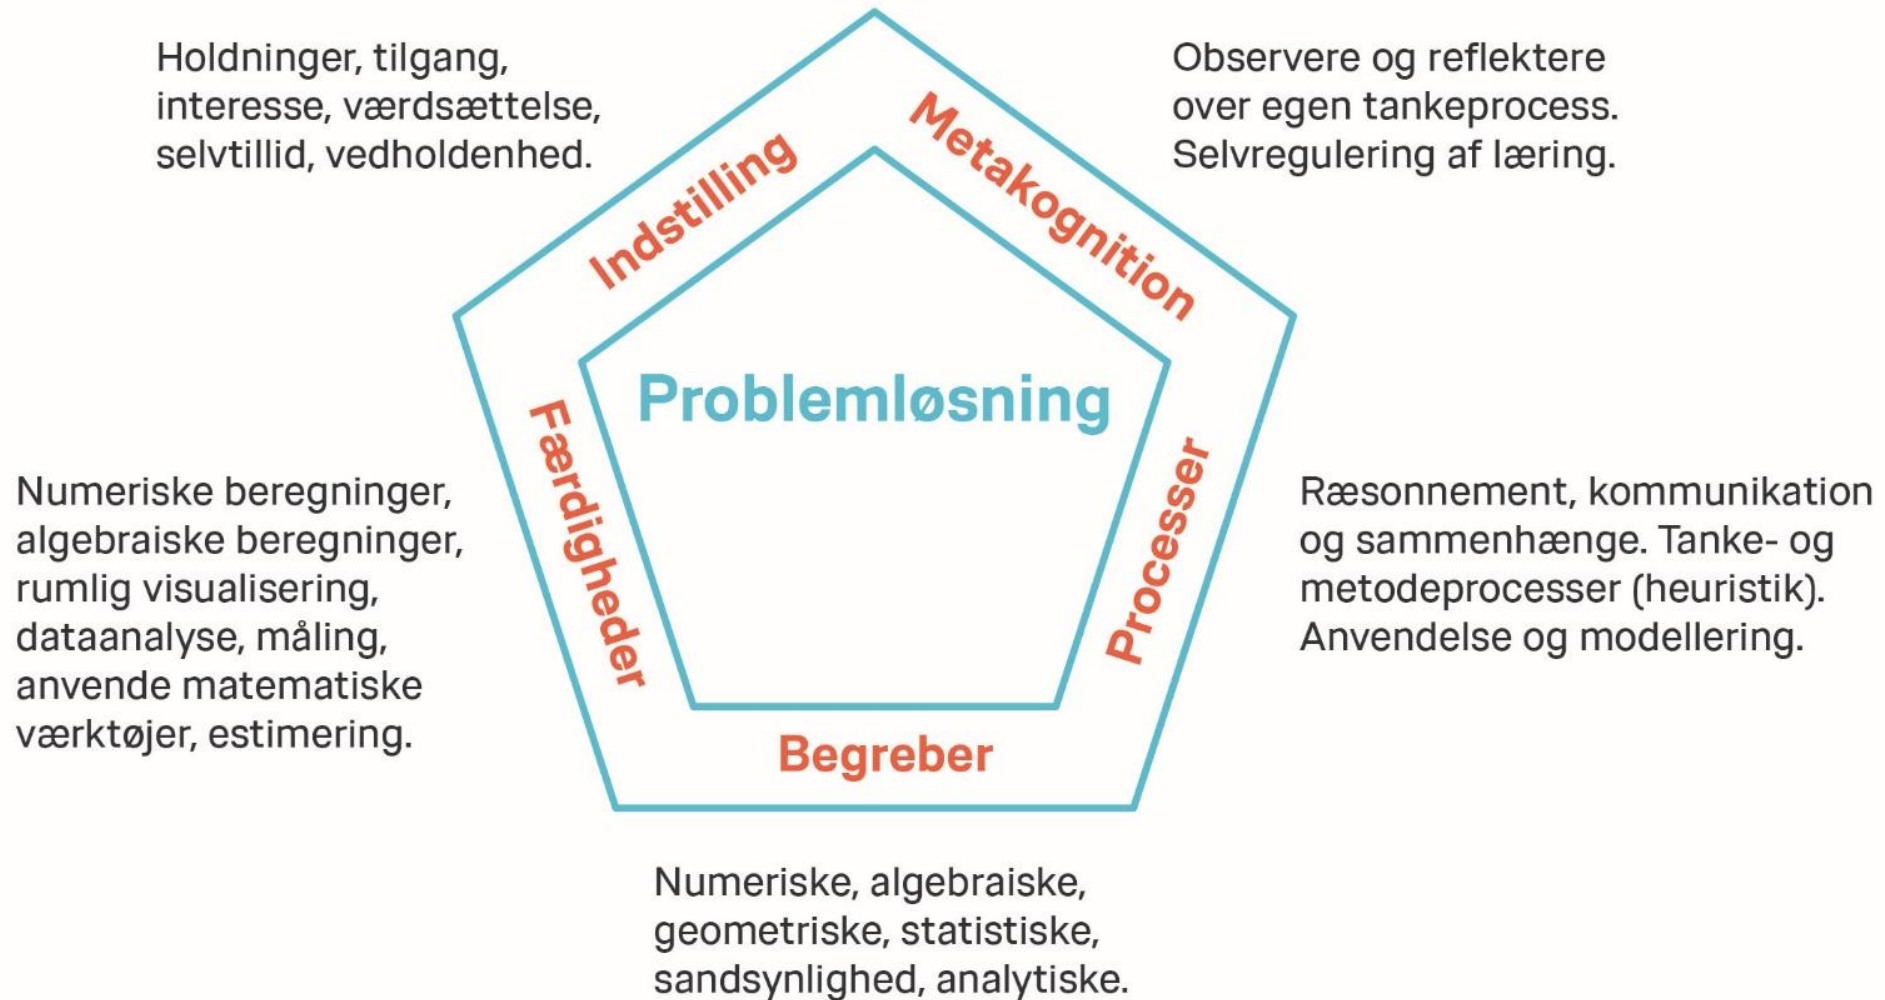 Holdninger, tilgang,
interesse, værdsættelse,
selvtillid, vedholdenhed.
Observere og reflektere
over egen tankeprocess.
Selvregulering af læring.
Indstilling
Metakognition
Problemløsning
Færdigheder
Processer
Begreber
Numeriske beregninger,
algebraiske beregninger,
rumlig visualisering,
dataanalyse, måling,
anvende matematiske
værktøjer, estimering.
Ræsonnement, kommunikation
og sammenhænge. Tanke- og
metodeprocesser (heuristik).
Anvendelse og modellering.
Numeriske, algebraiske,
geometriske, statistiske,
sandsynlighed, analytiske.